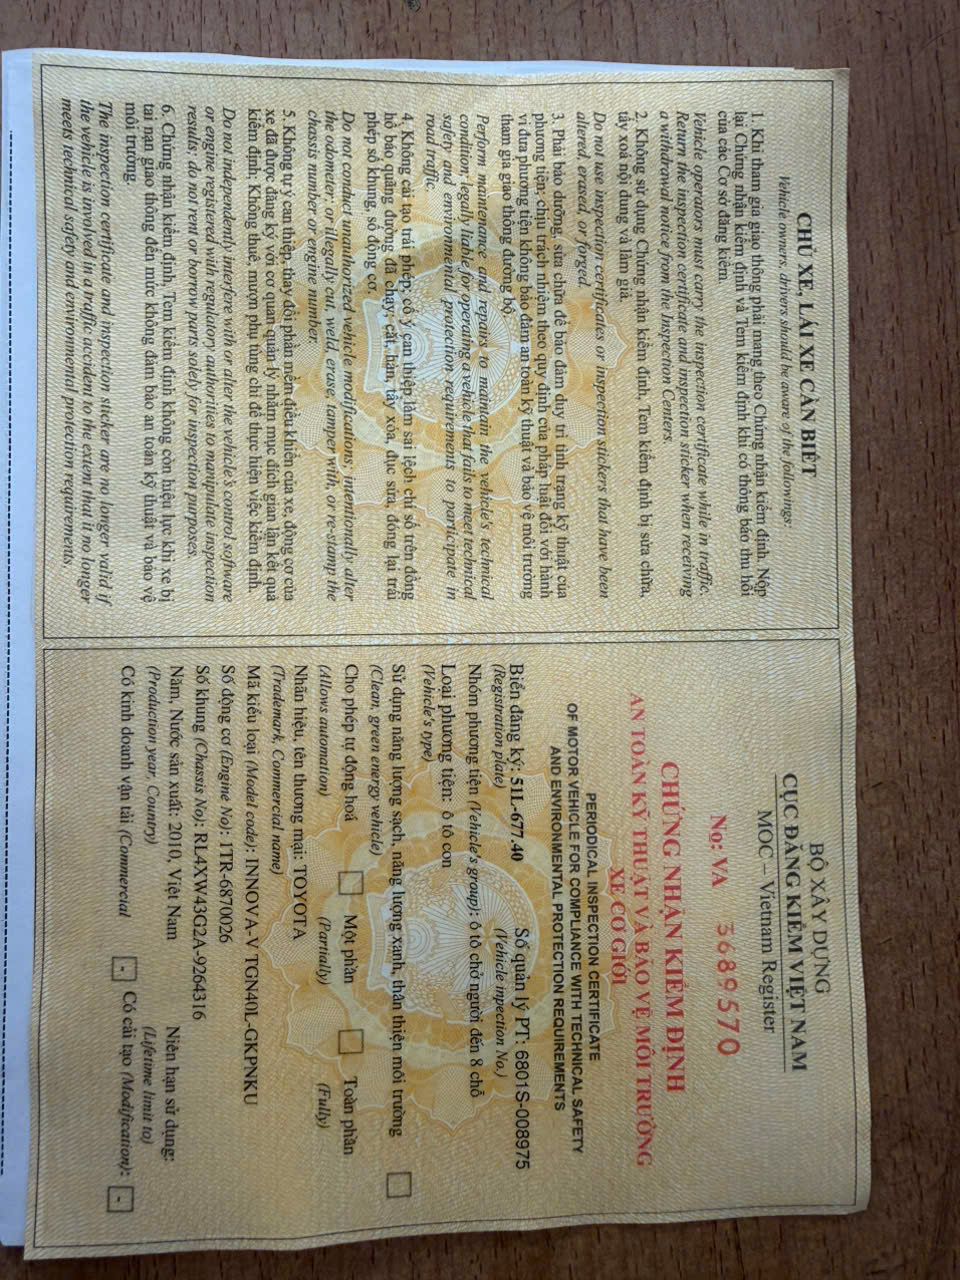 CHỦ XE, LÁI XE CẦN BIẾT
Vehicle owners, drivers should be aware of the followings:
1. Khi tham gia giao thông phải mang theo Chứng nhận kiểm định. Nộp
lại Chứng nhận kiểm định và Tem kiểm định khi có thông báo thu hồi
của các Cơ sở đăng kiểm.
Vehicle operators must carry the inspection certificate while in traffic.
Return the inspection certificate and inspection sticker when receiving
a withdrawal notice from the Inspection Centers.
2. Không sử dụng Chứng nhận kiểm định, Tem kiểm định bị sửa chữa,
tẩy xoá nội dung và làm giả.
Do not use inspection certificates or inspection stickers that have been
altered, erased, or forged.
3. Phải bảo dưỡng, sửa chữa để bảo đảm duy trì tình trạng kỹ thuật của
phương tiện; chịu trách nhiệm theo quy định của pháp luật đối với hành
vi đưa phương tiện không bảo đảm an toàn kỹ thuật và bảo vệ môi trường
tham gia giao thông đường bộ.
Perform maintenance and repairs to maintain the vehicle's technical
condition; legally liable for operating a vehicle that fails to meet technical
safety and environmental protection requirements to participate in
road traffic.
4. Không cải tạo trái phép; cố ý can thiệp làm sai lệch chỉ số trên đồng
hồ báo quãng đường đã chạy; cắt, hàn, tẩy xóa, đục sửa, đóng lại trái
phép số khung, số động cơ.
Do not conduct unauthorized vehicle modifications; intentionally alter
the odometer; or illegally cut, weld, erase, tamper with, or re-stamp the
chassis number or engine number.
5. Không tự ý can thiệp, thay đổi phần mềm điều khiển của xe, động cơ của
xe đã được đăng ký với cơ quan quản lý nhằm mục đích gian lận kết quả
kiểm định; Không thuê, mượn phụ tùng chỉ để thực hiện việc kiểm định.
Do not independently interfere with or alter the vehicle's control software
or engine registered with regulatory authorities to manipulate inspection
results; do not rent or borrow parts solely for inspection purposes.
6. Chứng nhận kiểm định, Tem kiểm định không còn hiệu lực khi xe bị
tai nạn giao thông đến mức không đảm bảo an toàn kỹ thuật và bảo vệ
môi trường.
The inspection certificate and inspection sticker are no longer valid if
the vehicle is involved in a traffic accident to the extent that it no longer
meets technical safety and environmental protection requirements.
BỘ XÂY DỰNG
CỤC ĐĂNG KIỂM VIỆT NAM
MOC – Vietnam Register
No: VA 3689570
CHỨNG NHẬN KIỂM ĐỊNH
AN TOÀN KỸ THUẬT VÀ BẢO VỆ MÔI TRƯỜNG
XE CƠ GIỚI
PERIODICAL INSPECTION CERTIFICATE
OF MOTOR VEHICLE FOR COMPLIANCE WITH TECHNICAL SAFETY
AND ENVIRONMENTAL PROTECTION REQUIREMENTS
Biển đăng ký: 51L-677.40 Số quản lý PT: 6801S-008975
(Registration plate) (Vehicle inpection No.)
Nhóm phương tiện (Vehicle's group): ô tô chở người đến 8 chỗ
Loại phương tiện: ô tô con
(Vehicle's type)
Sử dụng năng lượng sạch, năng lượng xanh, thân thiện môi trường
(Clean, green energy vehicle)
Cho phép tự động hoá Một phần Toàn phần
(Allows automation) (Partially) (Fully)
Nhãn hiệu, tên thương mại: TOYOTA
(Trademark, Commercial name)
Mã kiểu loại (Model code): INNOVA-V TGN40L-GKPNKU
Số động cơ (Engine No): 1TR-6870026
Số khung (Chassis No): RL4XW43G2A-9264316
Năm, Nước sản xuất: 2010, Việt Nam Niên hạn sử dụng:
(Production year, Country) (Lifetime limit to)
Có kinh doanh vận tải (Commercial - Có cải tạo (Modification): -